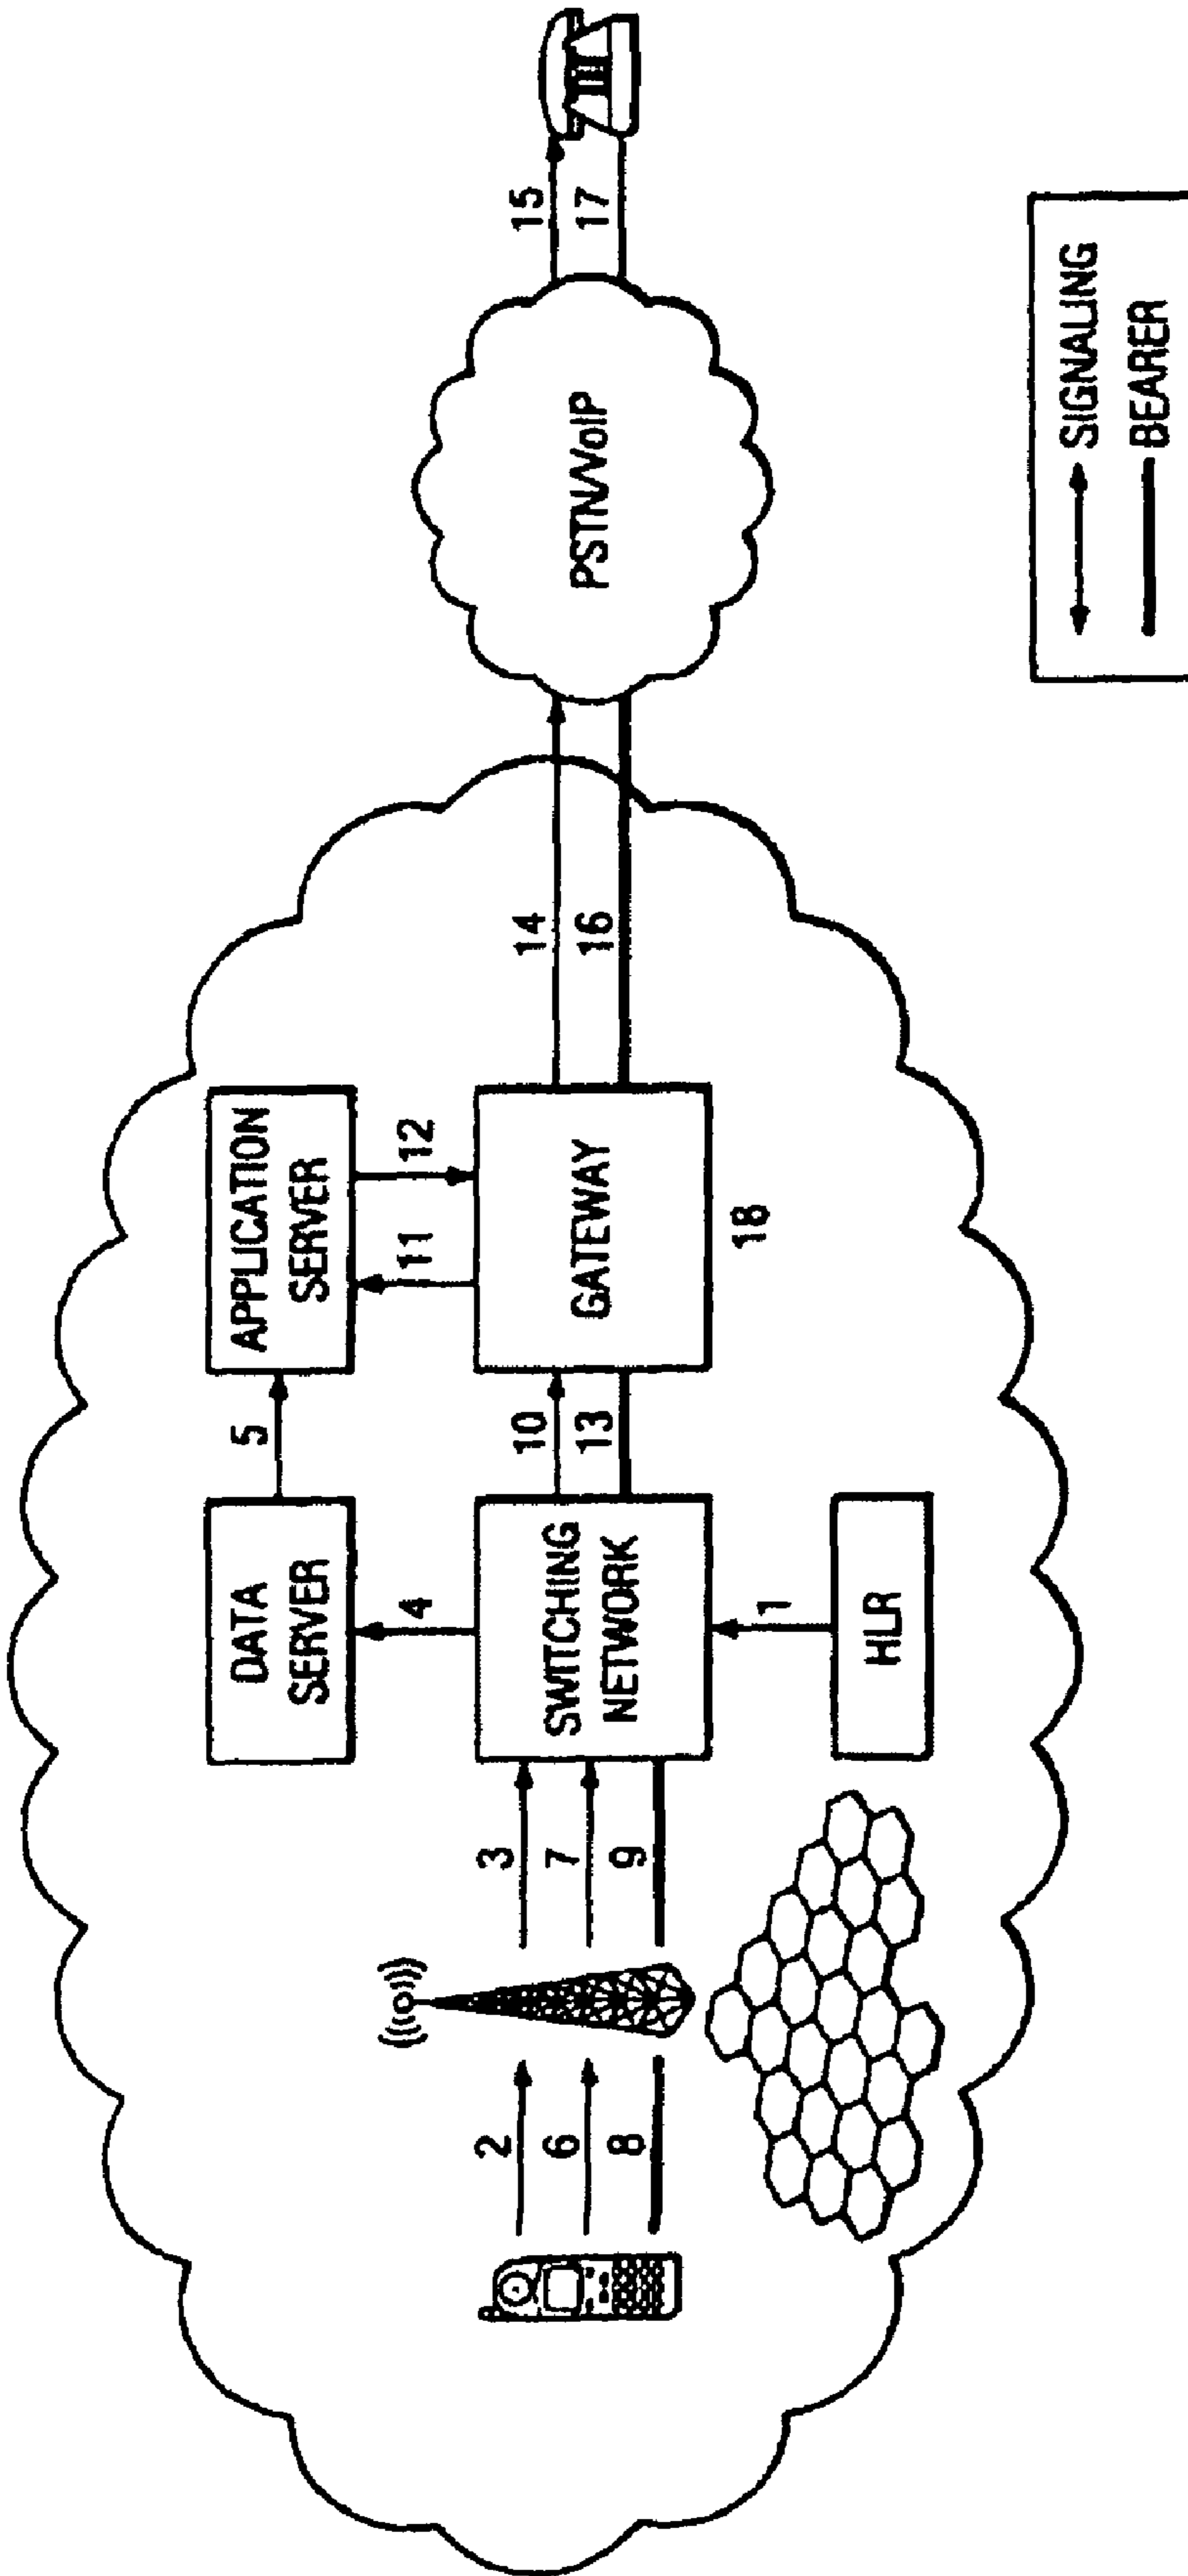 DATA
SERVER
APPLICATION
SERVER
5
4
11
12
2
6
8
3
7
9
SWITCHING
NETWORK
10
13
GATEWAY
18
14
16
PSTN/VoIP
15
17
1
HLR
SIGNALING
BEARER